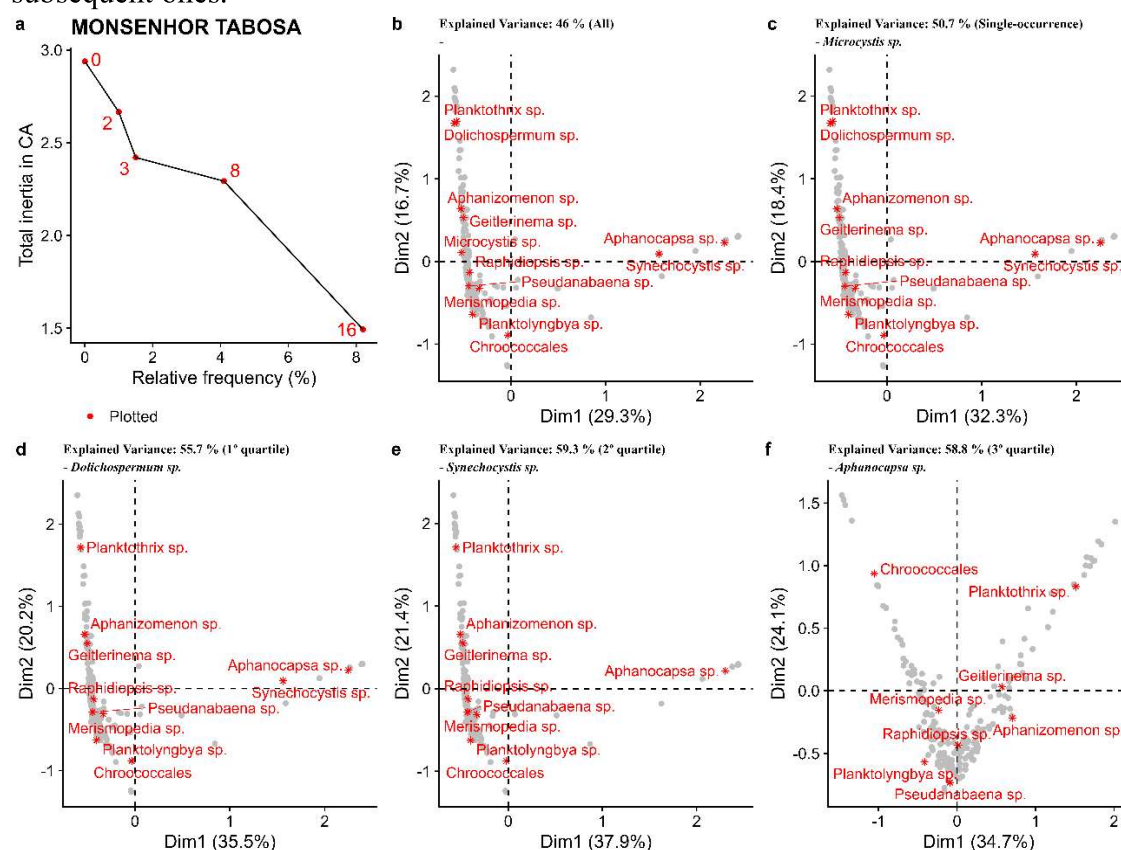 subsequent ones.
a MONSENHOR TABOSA
Total inertia in CA
3.0
2.5
2.0
1.5
0
2
3
8
16
0 2 4 6 8
Relative frequency (%)
Plotted
b Explained Variance: 46 % (All)
-
Dim2 (16.7%)
2
1
0
-1
Planktothrix sp.
Dolichospermum sp.
Aphanizomenon sp.
Geitlerinema sp.
Microcystis sp.
Aphanocapsa sp.
Raphidiopsis sp.
Synechocystis sp.
Pseudanabaena sp.
Merismopedia sp.
Planktolyngbya sp.
Chroococcales
0 1 2
Dim1 (29.3%)
c Explained Variance: 50.7 % (Single-occurrence)
- Microcystis sp.
Dim2 (18.4%)
2
1
0
-1
Planktothrix sp.
Dolichospermum sp.
Aphanizomenon sp.
Geitlerinema sp.
Aphanocapsa sp.
Raphidiopsis sp.
Synechocystis sp.
Pseudanabaena sp.
Merismopedia sp.
Planktolyngbya sp.
Chroococcales
0 1 2
Dim1 (32.3%)
d Explained Variance: 55.7 % (1º quartile)
- Dolichospermum sp.
Dim2 (20.2%)
2
1
0
-1
Planktothrix sp.
Aphanizomenon sp.
Geitlerinema sp.
Aphanocapsa sp.
Raphidiopsis sp.
Synechocystis sp.
Pseudanabaena sp.
Merismopedia sp.
Planktolyngbya sp.
Chroococcales
0 1 2
Dim1 (35.5%)
e Explained Variance: 59.3 % (2º quartile)
- Synechocystis sp.
Dim2 (21.4%)
2
1
0
-1
Planktothrix sp.
Aphanizomenon sp.
Geitlerinema sp.
Aphanocapsa sp.
Raphidiopsis sp.
Pseudanabaena sp.
Merismopedia sp.
Planktolyngbya sp.
Chroococcales
0 1 2
Dim1 (37.9%)
f Explained Variance: 58.8 % (3º quartile)
- Aphanocapsa sp.
Dim2 (24.1%)
1.5
1.0
0.5
0.0
-0.5
Chroococcales
Planktothrix sp.
Geitlerinema sp.
Merismopedia sp.
Raphidiopsis sp.
Aphanizomenon sp.
Planktolyngbya sp.
Pseudanabaena sp.
-1 0 1 2
Dim1 (34.7%)